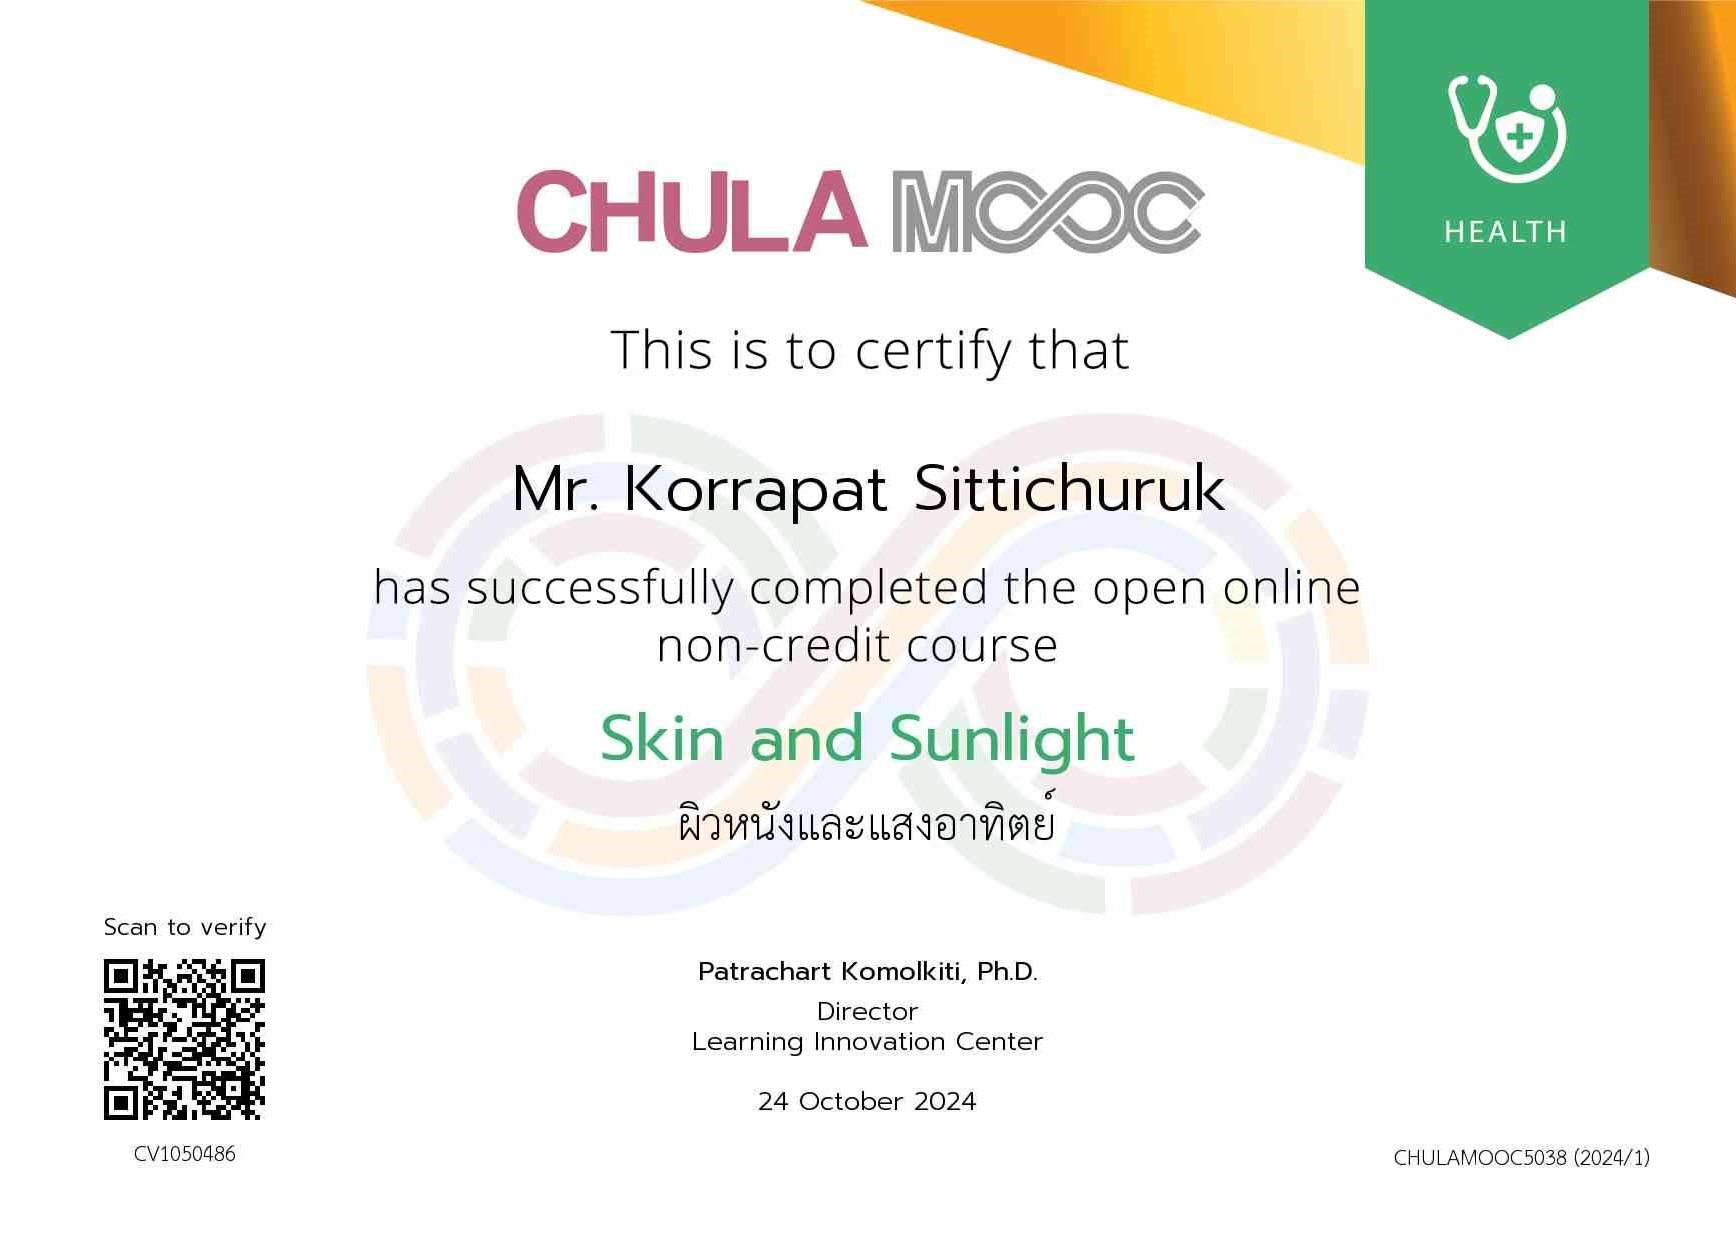 HEALTH
CHULA MOOC
This is to certify that
Mr. Korrapat Sittichuruk
has successfully completed the open online
non-credit course
Skin and Sunlight
ผิวหนังและแสงอาทิตย์
Scan to verify
CV1050486
Patrachart Komolkiti, Ph.D.
Director
Learning Innovation Center
24 October 2024
CHULAMOOC5038 (2024/1)